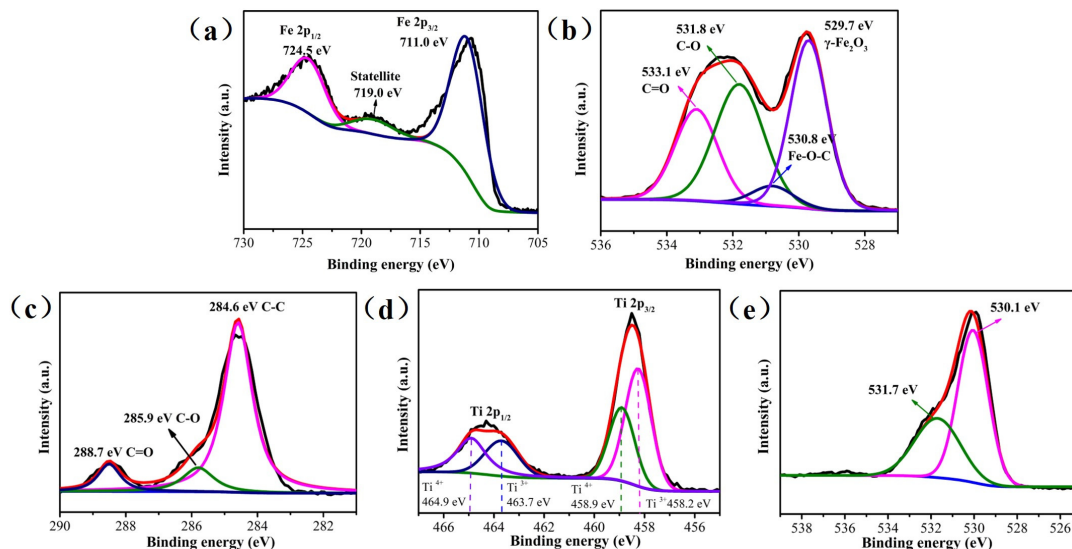 (a)
Fe 2p1/2
724.5 eV
Statellite
719.0 eV
Fe 2p3/2
711.0 eV
Intensity (a.u.)
730 725 720 715 710 705
Binding energy (eV)
(b)
533.1 eV
C=O
531.8 eV
C-O
529.7 eV
γ-Fe2O3
530.8 eV
Fe-O-C
Intensity (a.u.)
536 534 532 530 528
Binding energy (eV)
(c)
284.6 eV C-C
285.9 eV C-O
288.7 eV C=O
Intensity (a.u.)
290 288 286 284 282
Binding energy (eV)
(d)
Ti 2p3/2
Ti 2p1/2
Ti 4+
464.9 eV
Ti 3+
463.7 eV
Ti 4+
458.9 eV
Ti 3+ 458.2 eV
Intensity (a.u.)
466 464 462 460 458 456 455
Binding energy (eV)
(e)
530.1 eV
531.7 eV
Intensity (a.u.)
538 536 534 532 530 528 526
539
Binding energy (eV)